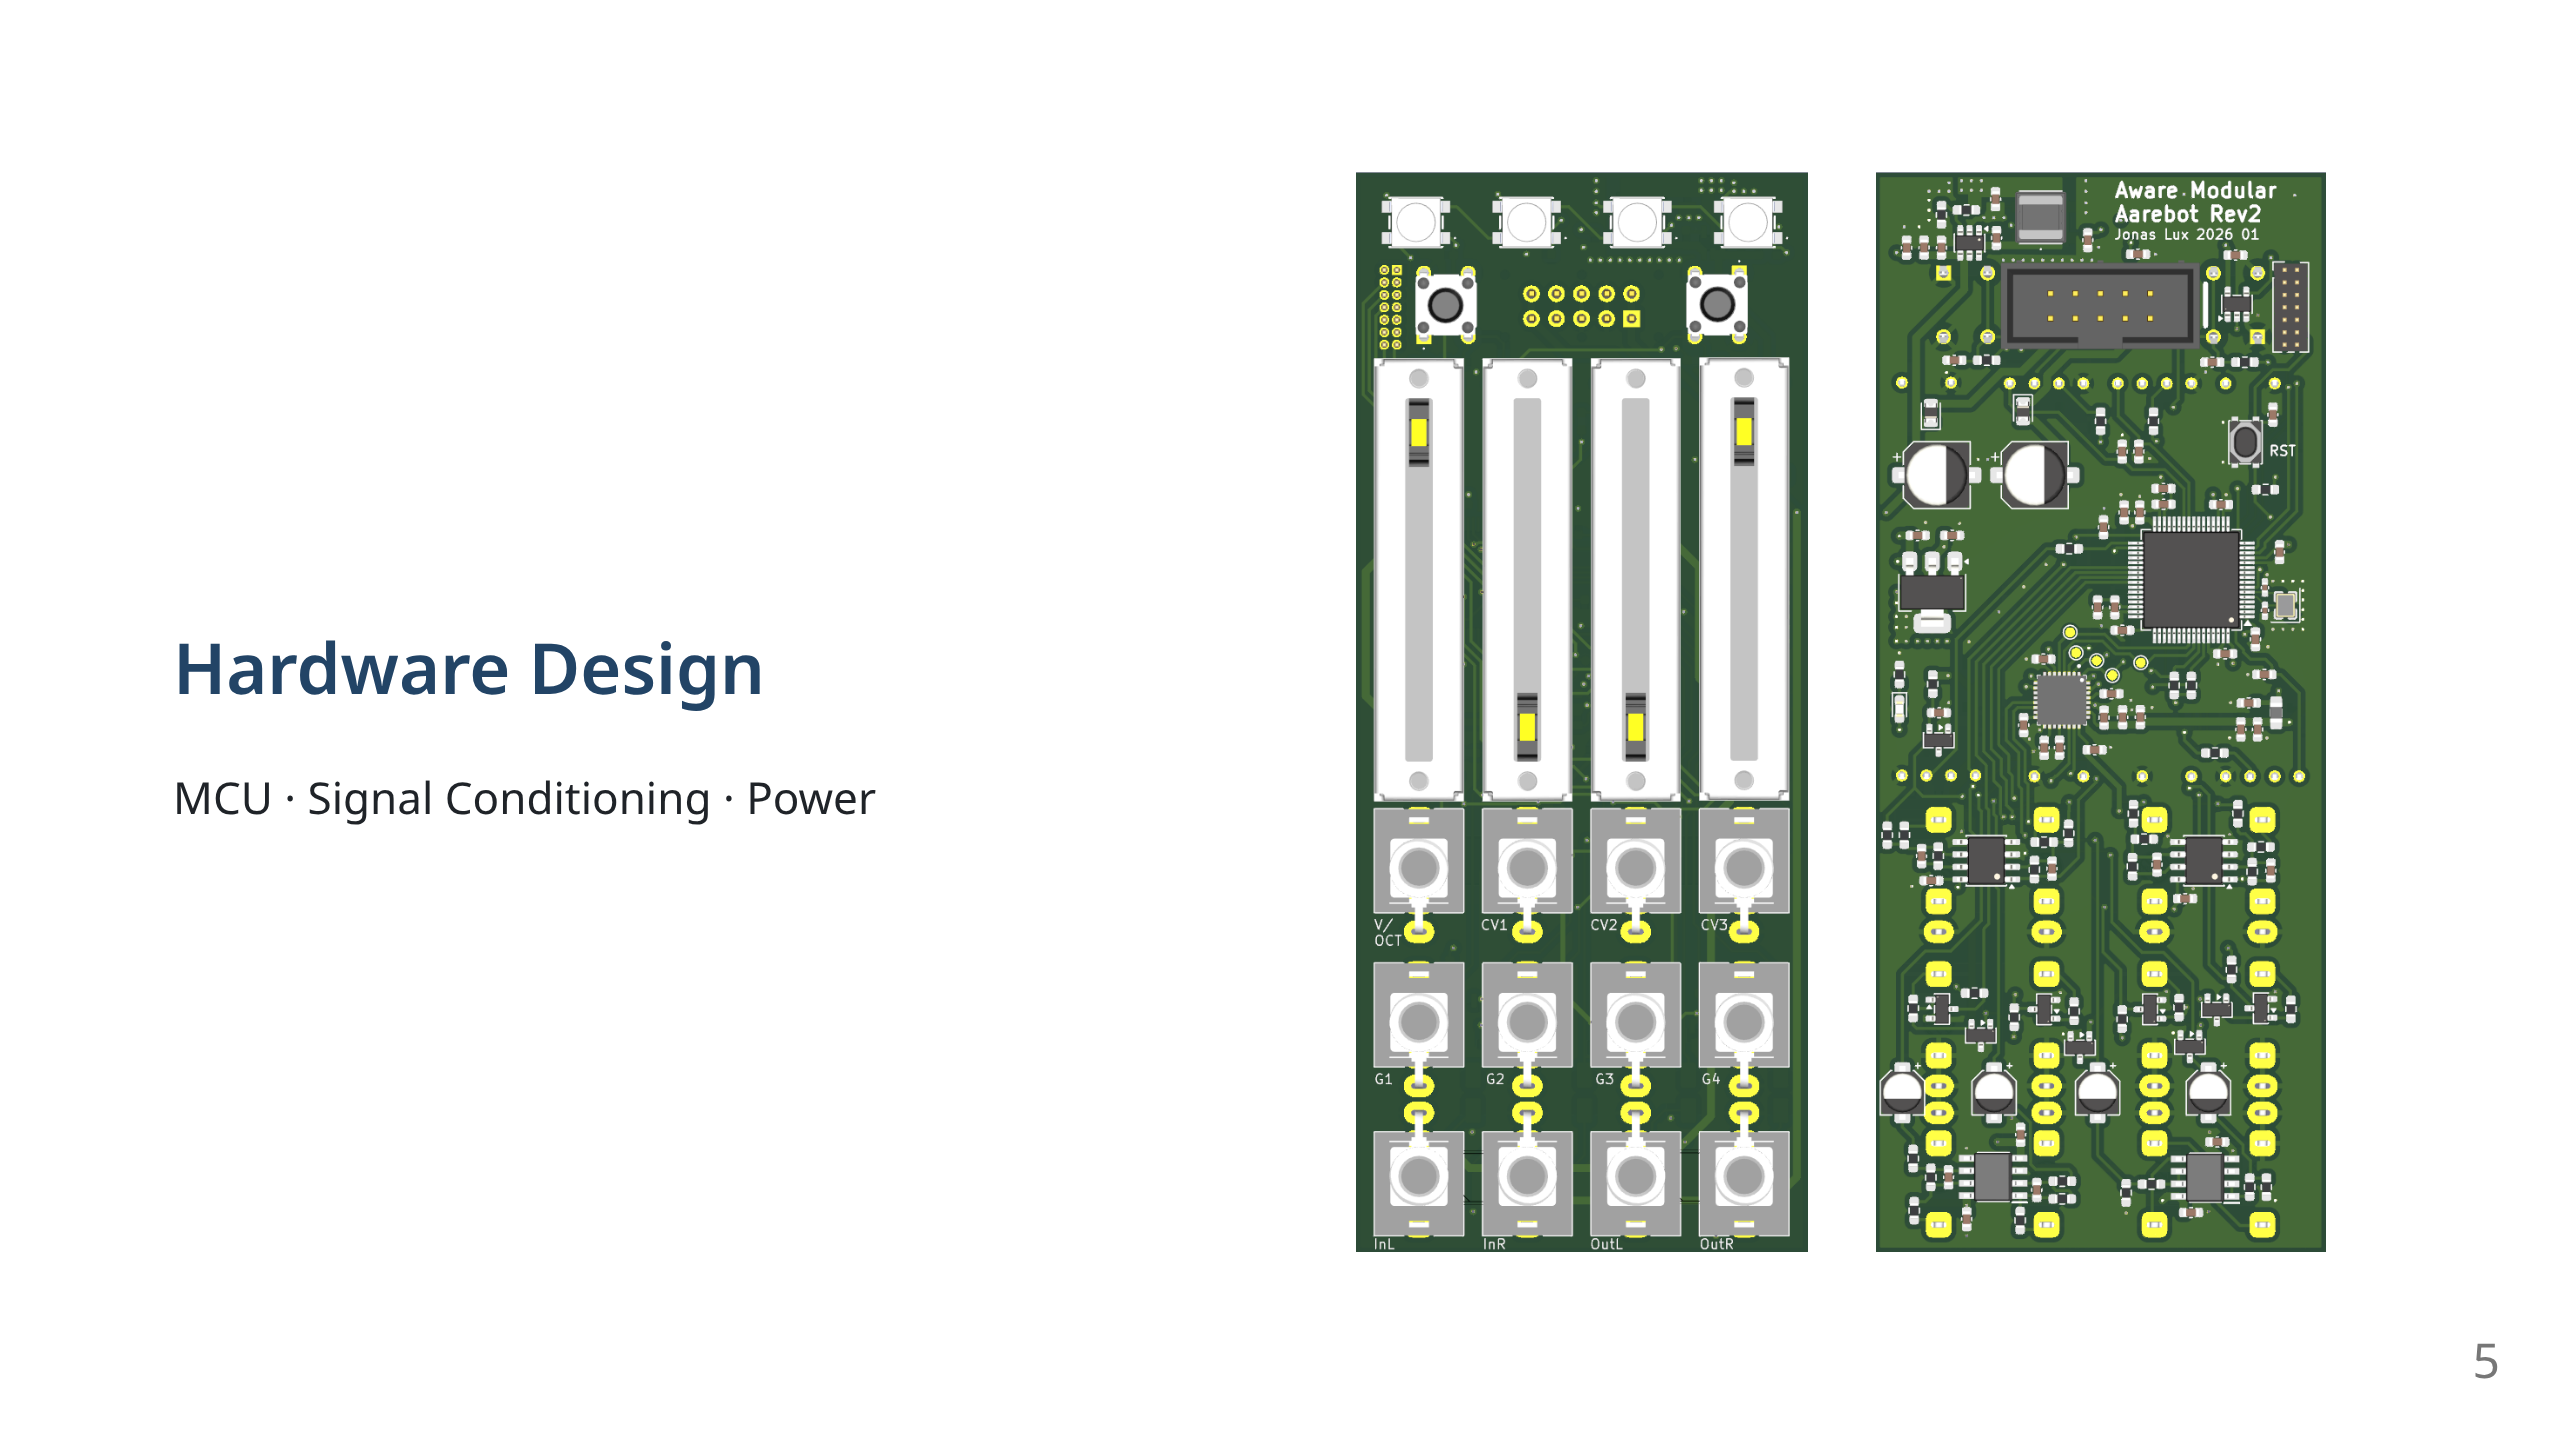 Hardware Design
MCU · Signal Conditioning · Power
V/
OCT
CV1
CV2
CV3
G1
G2
G3
G4
InL
InR
OutL
OutR
Aware Modular
Aarebot Rev2
Jonas Lux 2026 01
+
+
RST
+
+
+
+
5